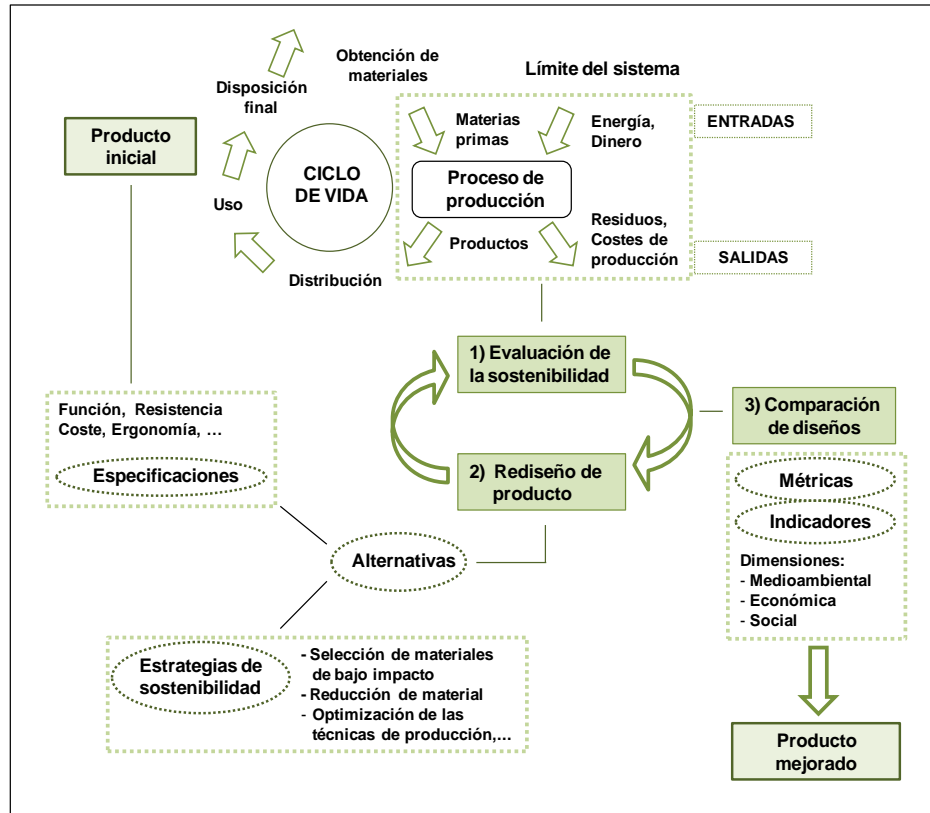 Obtención de
materiales
Límite del sistema
Disposición
final
Producto
inicial
Materias
primas
Energía,
Dinero
ENTRADAS
CICLO
DE VIDA
Proceso de
producción
Uso
Productos
Residuos,
Costes de
producción
SALIDAS
Distribución
1) Evaluación de
la sostenibilidad
3) Comparación
de diseños
Función, Resistencia
Coste, Ergonomía, ...
Especificaciones
2) Rediseño de
producto
Métricas
Indicadores
Dimensiones:
- Medioambiental
- Económica
- Social
Alternativas
Estrategias de
sostenibilidad
- Selección de materiales
de bajo impacto
- Reducción de material
- Optimización de las
técnicas de producción,...
Producto
mejorado